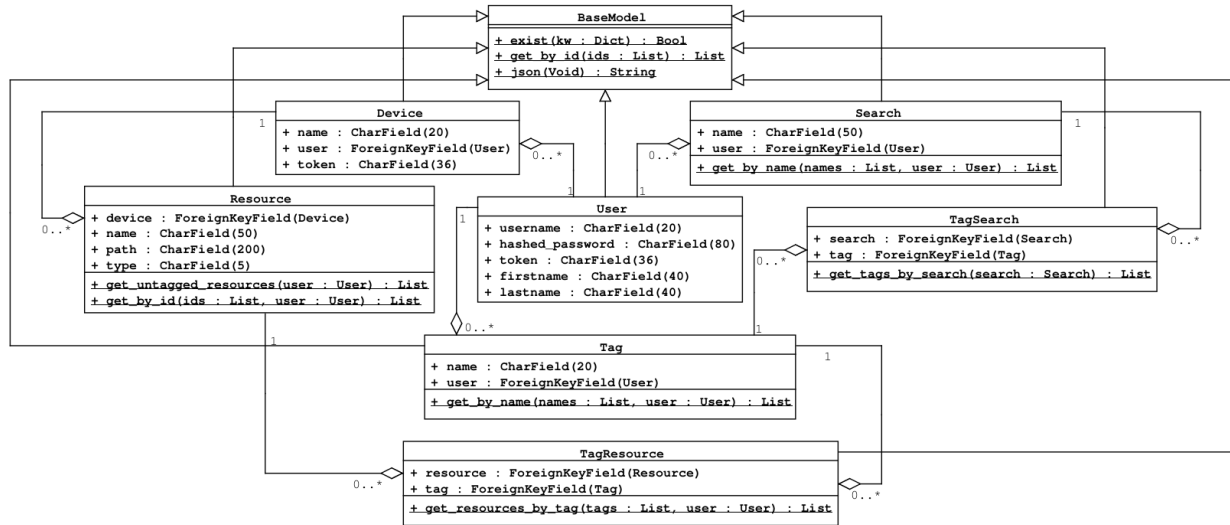 BaseModel
+ exist(kw : Dict) : Bool
+ get_by_id(ids : List) : List
+ json(Void) : String
Device
+ name : CharField(20)
+ user : ForeignKeyField(User)
+ token : CharField(36)
Search
+ name : CharField(50)
+ user : ForeignKeyField(User)
+ get_by_name(names : List, user : User) : List
1
0..*
1
0..*
1
0..*
1
Resource
+ device : ForeignKeyField(Device)
+ name : CharField(50)
+ path : CharField(200)
+ type : CharField(5)
+ get_untagged_resources(user : User) : List
+ get_by_id(ids : List, user : User) : List
0..*
1
User
+ username : CharField(20)
+ hashed_password : CharField(80)
+ token : CharField(36)
+ firstname : CharField(40)
+ lastname : CharField(40)
TagSearch
+ search : ForeignKeyField(Search)
+ tag : ForeignKeyField(Tag)
+ get_tags_by_search(search : Search) : List
0..*
0..*
0..*
1
1
1
Tag
+ name : CharField(20)
+ user : ForeignKeyField(User)
+ get_by_name(names : List, user : User) : List
TagResource
+ resource : ForeignKeyField(Resource)
+ tag : ForeignKeyField(Tag)
+ get_resources_by_tag(tags : List, user : User) : List
0..*
0..*